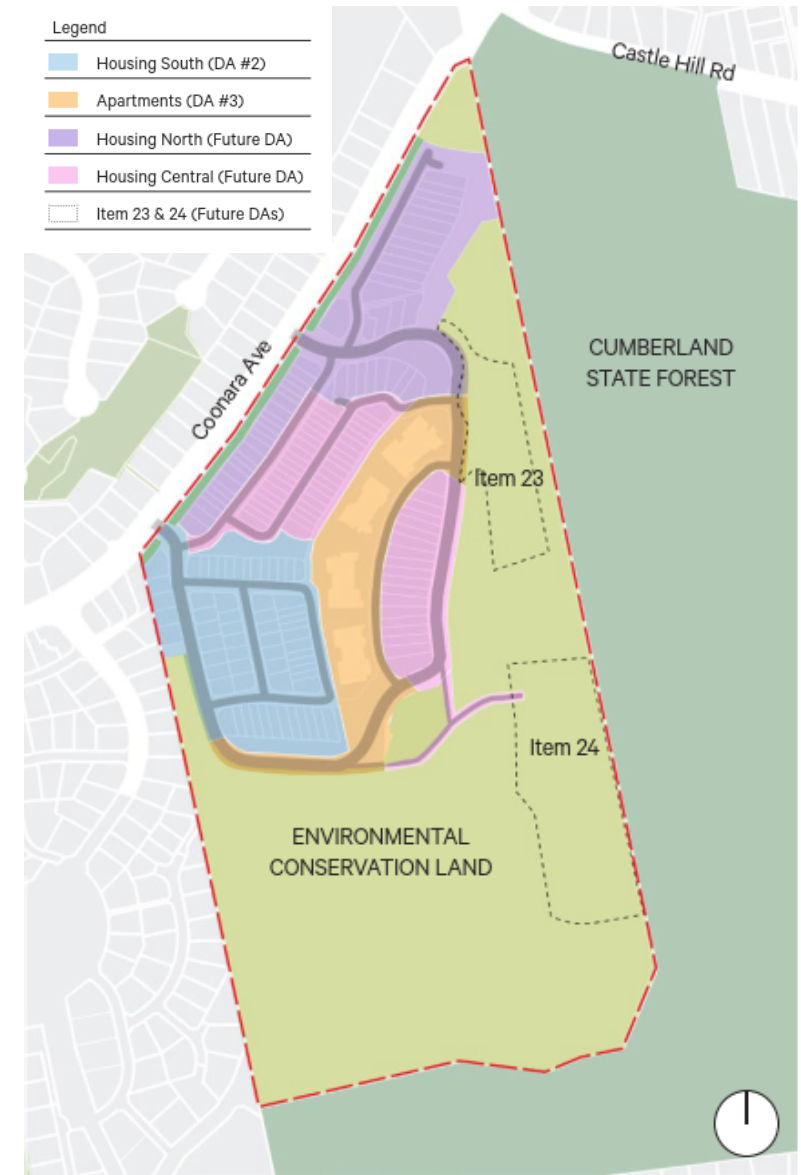 Legend
Housing South (DA #2)
Apartments (DA #3)
Housing North (Future DA)
Housing Central (Future DA)
Item 23 & 24 (Future DAs)
Castle Hill Rd
CUMBERLAND
STATE FOREST
Coonara Ave
Item 23
Item 24
ENVIRONMENTAL
CONSERVATION LAND